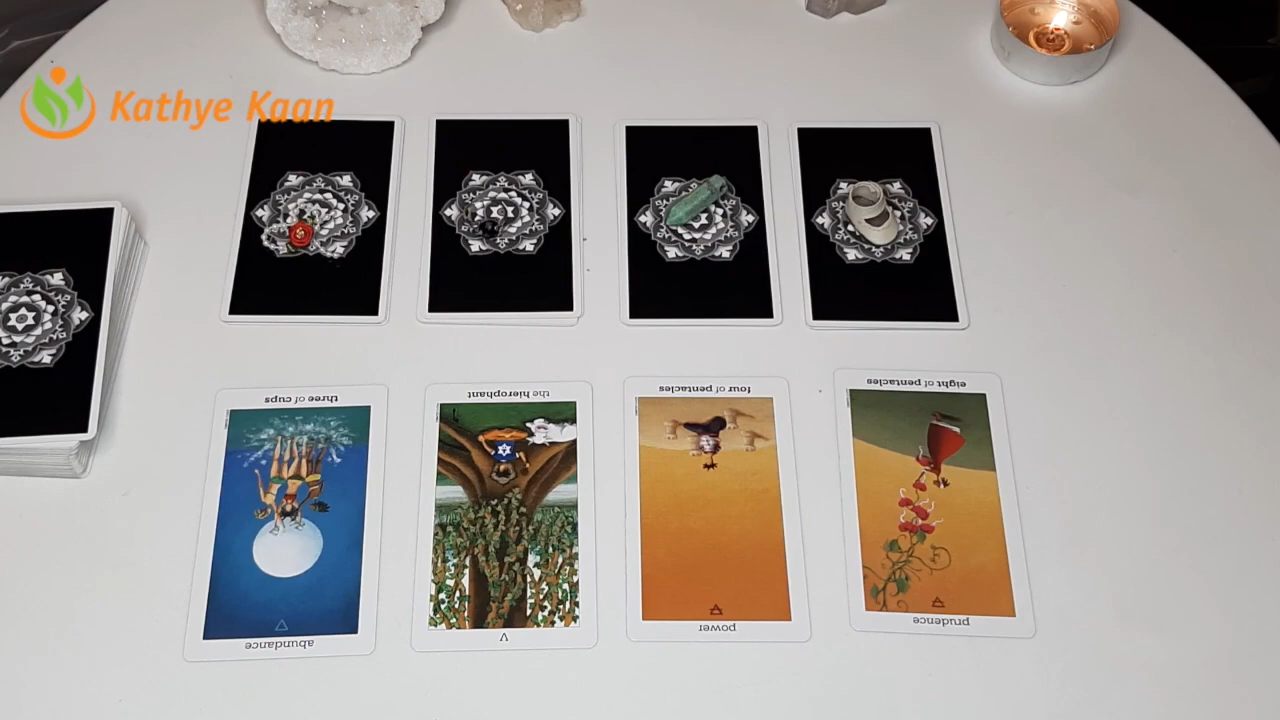 Kathye Kaan
three of cups
abundance
the hierophant
V
four of pentacles
power
eight of pentacles
prudence